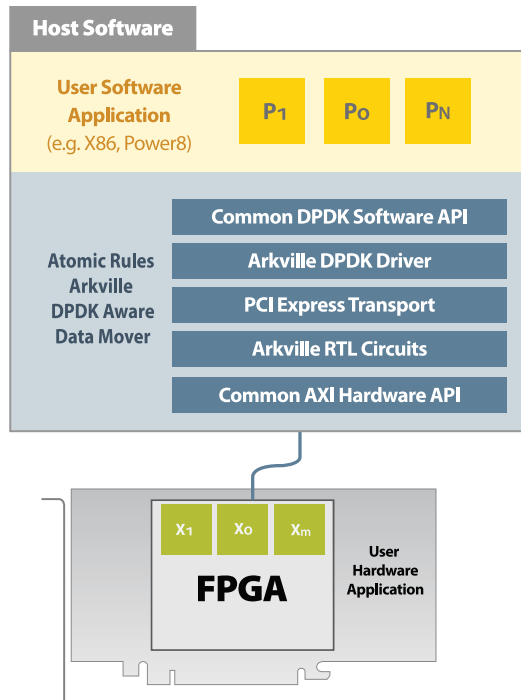 Host Software
User Software
Application
(e.g. X86, Power8)
P1
P0
PN
Atomic Rules
Arkville
DPDK Aware
Data Mover
Common DPDK Software API
Arkville DPDK Driver
PCI Express Transport
Arkville RTL Circuits
Common AXI Hardware API
X1
X0
Xm
FPGA
User
Hardware
Application